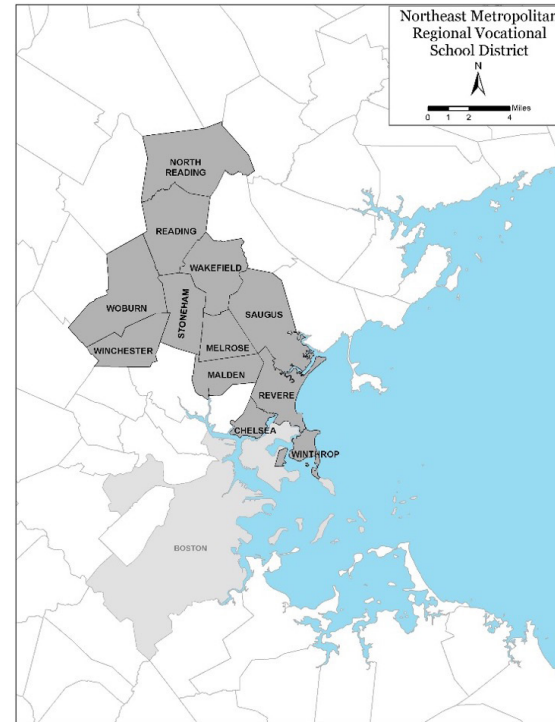 Northeast Metropolitan
Regional Vocational
School District
N
Miles
0 1 2 4
NORTH
READING
READING
WAKEFIELD
WOBURN
STONEHAM
SAUGUS
WINCHESTER
MELROSE
MALDEN
REVERE
CHELSEA
WINTHROP
BOSTON